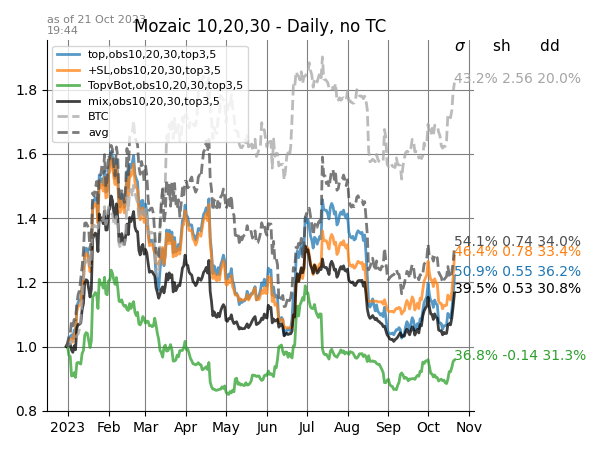 as of 21 Oct 2023
19:44
Mozaic 10,20,30 - Daily, no TC
σ sh dd
top,obs10,20,30,top3,5
+SL,obs10,20,30,top3,5
TopvBot,obs10,20,30,top3,5
mix,obs10,20,30,top3,5
BTC
avg
43.2% 2.56 20.0%
54.1% 0.74 34.0%
46.4% 0.78 33.4%
50.9% 0.55 36.2%
39.5% 0.53 30.8%
36.8% -0.14 31.3%
1.8
1.6
1.4
1.2
1.0
0.8
2023 Feb Mar Apr May Jun Jul Aug Sep Oct Nov